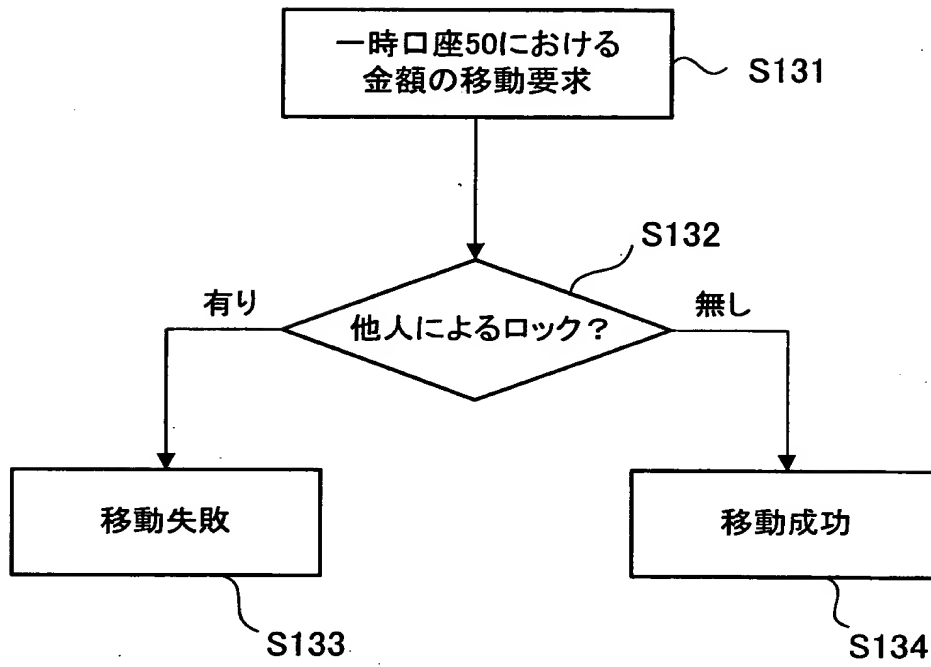 一時口座50における
金額の移動要求
S131
S132
有り
他人によるロック？
無し
移動失敗
移動成功
S133
S134